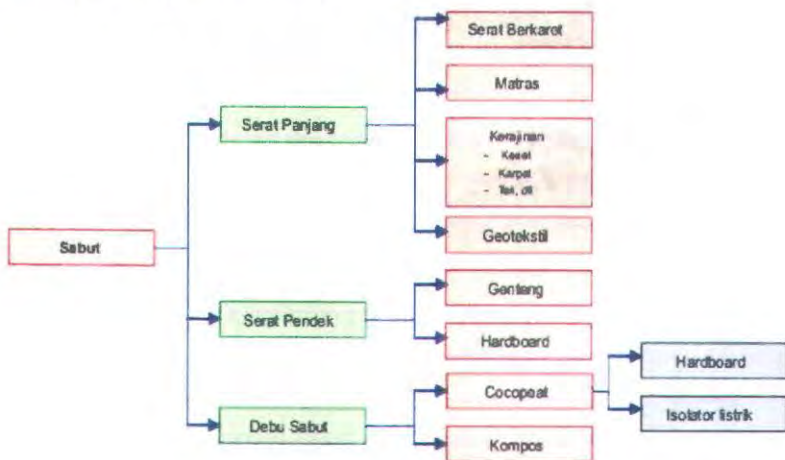 Sabut
Serat Panjang
Serat Berkaret
Matras
Kerajinan
- Keset
- Karpet
- Tali, dll
Geotekstil
Serat Pendek
Genteng
Hardboard
Debu Sabut
Cocopeat
Hardboard
Isolator listrik
Kompos